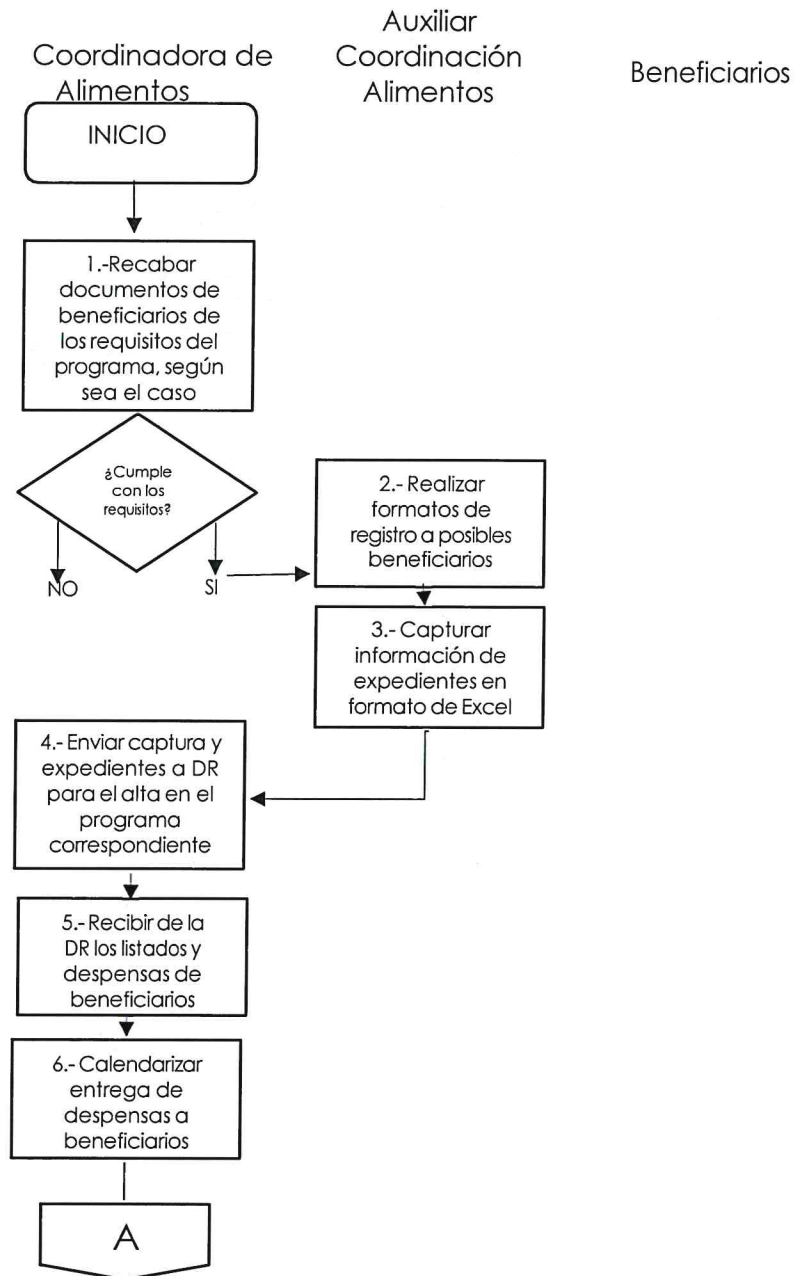 Coordinadora de
Alimentos
Auxiliar
Coordinación
Alimentos
Beneficiarios
INICIO
1.-Recabar
documentos de
beneficiarios de
los requisitos del
programa, según
sea el caso
¿Cumple
con los
requisitos?
NO
SI
2.- Realizar
formatos de
registro a posibles
beneficiarios
3.- Capturar
información de
expedientes en
formato de Excel
4.- Enviar captura y
expedientes a DR
para el alta en el
programa
correspondiente
5.- Recibir de la
DR los listados y
despensas de
beneficiarios
6.- Calendarizar
entrega de
despensas a
beneficiarios
A